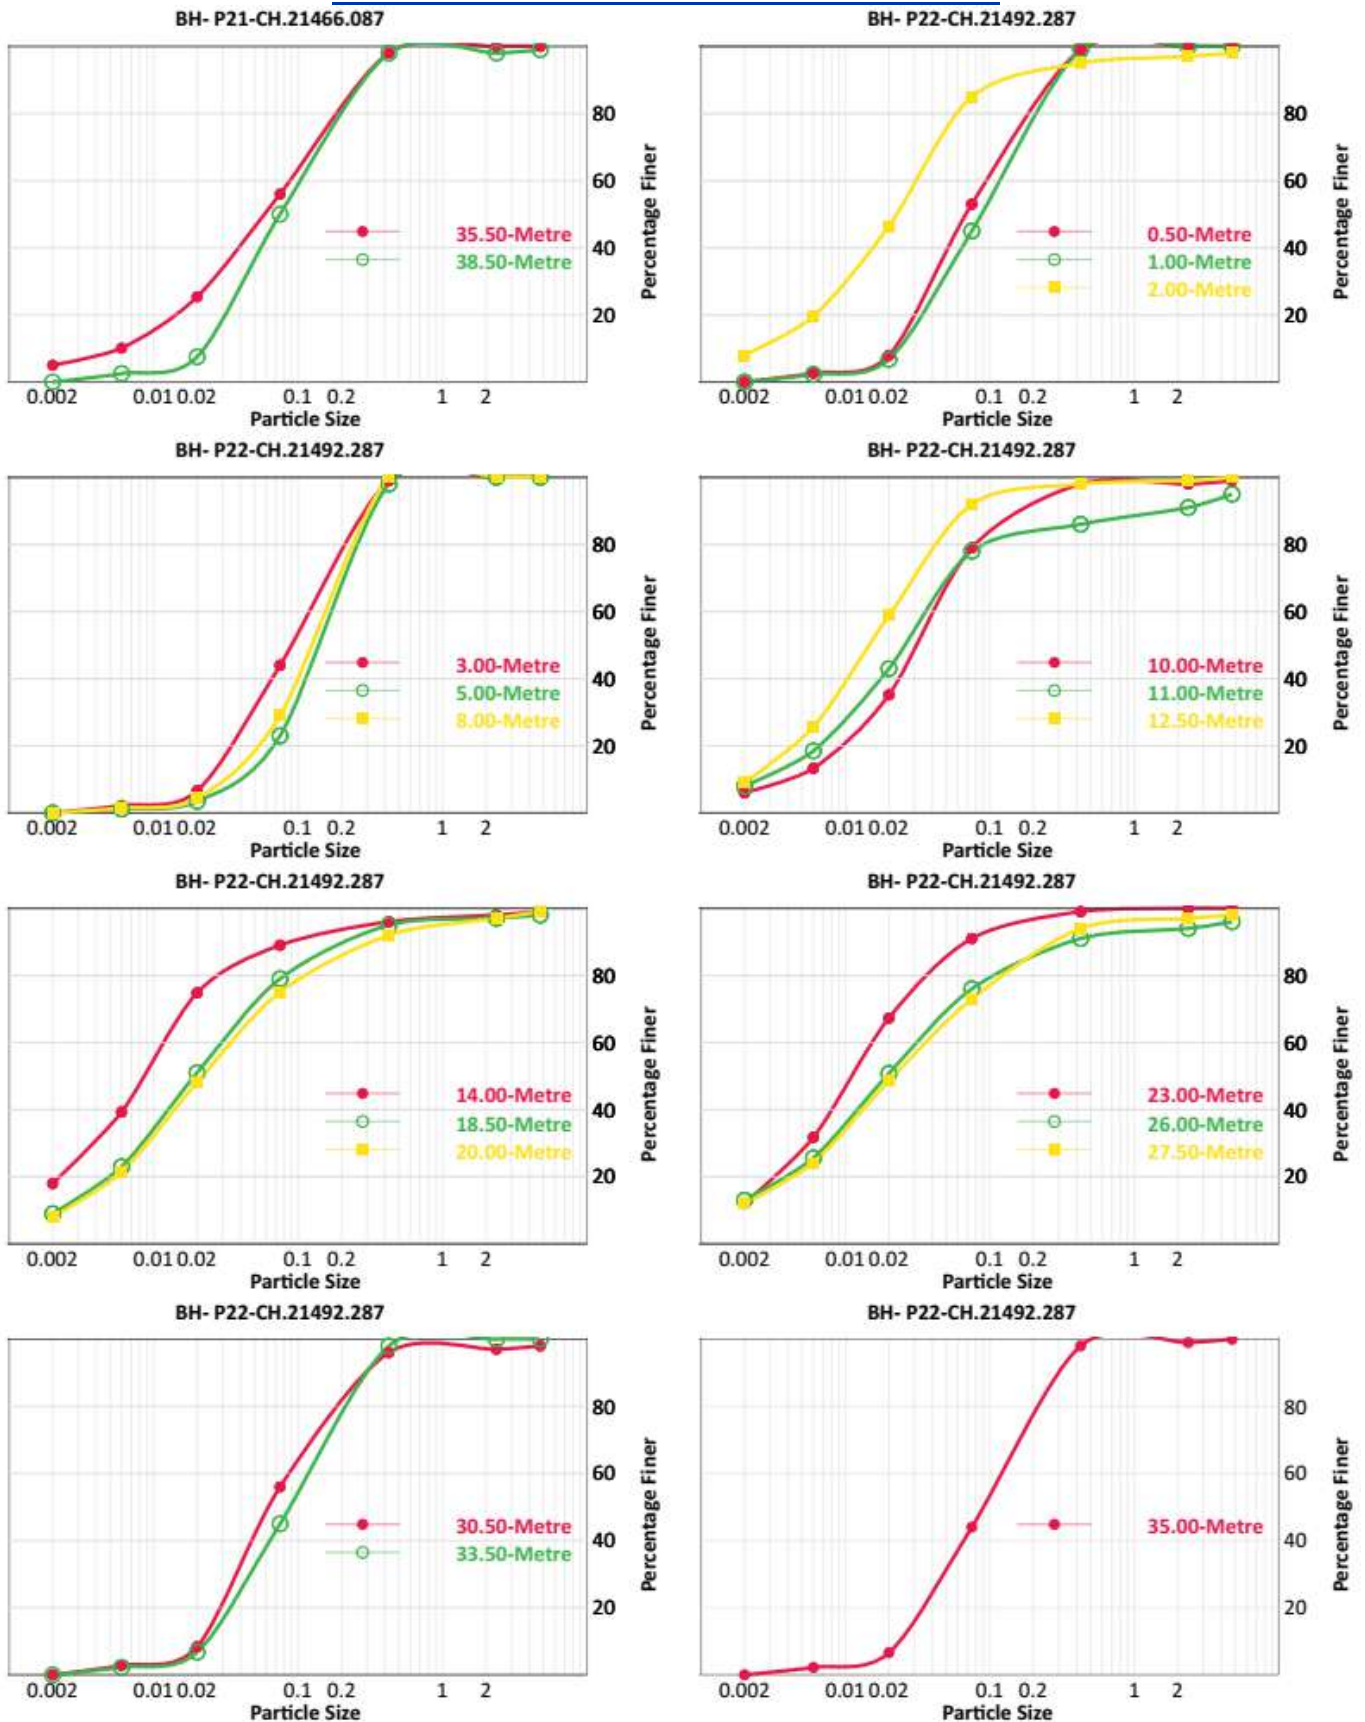 BH- P21-CH.21466.087
80
60
40
20
Percentage Finer
35.50-Metre
38.50-Metre
0.002 0.01 0.02 0.1 0.2 1 2
Particle Size
BH- P22-CH.21492.287
80
60
40
20
Percentage Finer
0.50-Metre
1.00-Metre
2.00-Metre
0.002 0.01 0.02 0.1 0.2 1 2
Particle Size
BH- P22-CH.21492.287
80
60
40
20
Percentage Finer
3.00-Metre
5.00-Metre
8.00-Metre
0.002 0.01 0.02 0.1 0.2 1 2
Particle Size
BH- P22-CH.21492.287
80
60
40
20
Percentage Finer
10.00-Metre
11.00-Metre
12.50-Metre
0.002 0.01 0.02 0.1 0.2 1 2
Particle Size
BH- P22-CH.21492.287
80
60
40
20
Percentage Finer
14.00-Metre
18.50-Metre
20.00-Metre
0.002 0.01 0.02 0.1 0.2 1 2
Particle Size
BH- P22-CH.21492.287
80
60
40
20
Percentage Finer
23.00-Metre
26.00-Metre
27.50-Metre
0.002 0.01 0.02 0.1 0.2 1 2
Particle Size
BH- P22-CH.21492.287
80
60
40
20
Percentage Finer
30.50-Metre
33.50-Metre
0.002 0.01 0.02 0.1 0.2 1 2
Particle Size
BH- P22-CH.21492.287
80
60
40
20
Percentage Finer
35.00-Metre
0.002 0.01 0.02 0.1 0.2 1 2
Particle Size